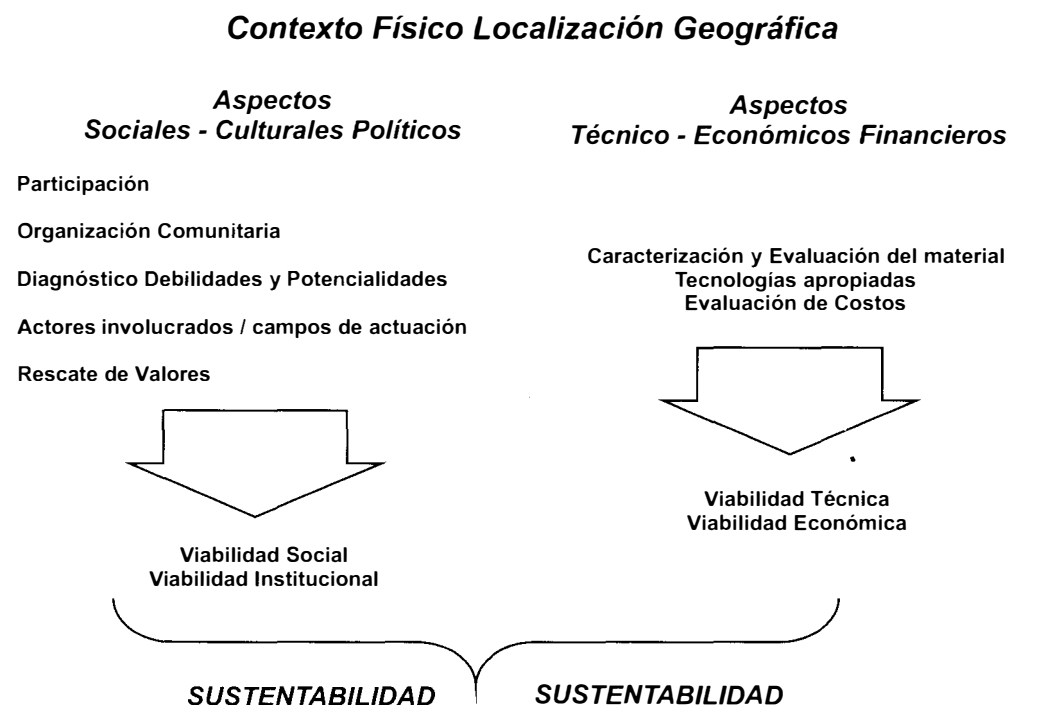 Contexto Físico Localización Geográfica
Aspectos
Sociales - Culturales Políticos
Participación
Organización Comunitaria
Diagnóstico Debilidades y Potencialidades
Actores involucrados / campos de actuación
Rescate de Valores
Viabilidad Social
Viabilidad Institucional
Aspectos
Técnico - Económicos Financieros
Caracterización y Evaluación del material
Tecnologías apropiadas
Evaluación de Costos
Viabilidad Técnica
Viabilidad Económica
SUSTENTABILIDAD
SUSTENTABILIDAD